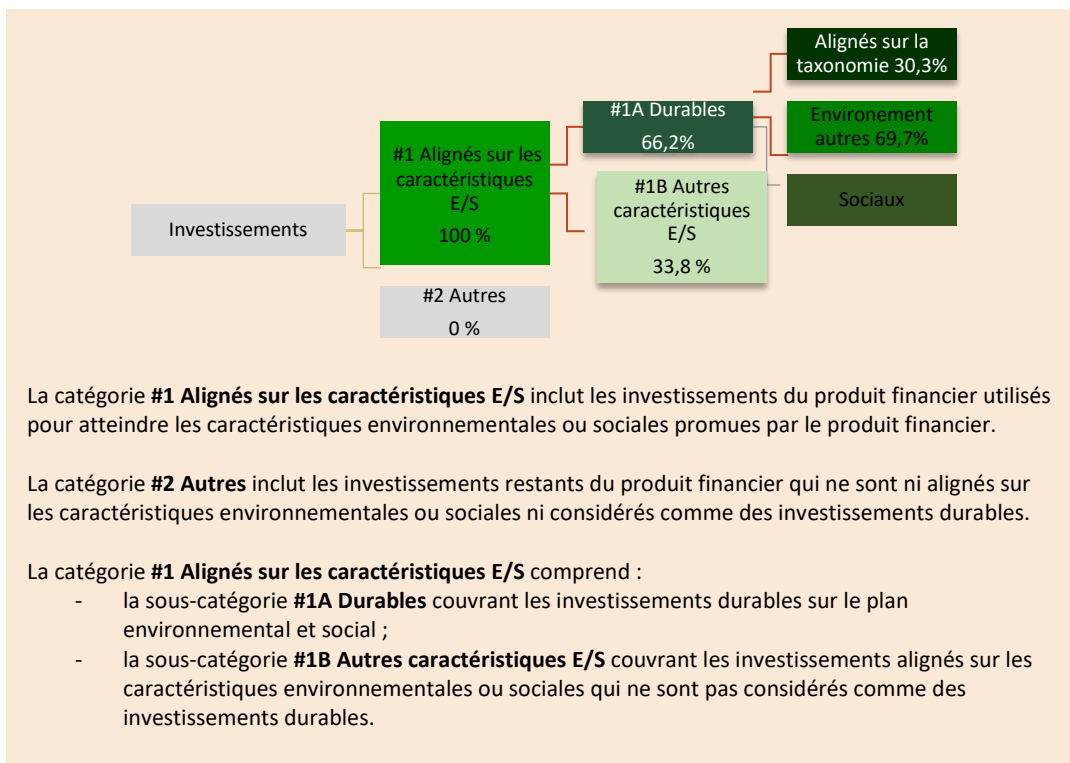 Alignés sur la
taxonomie 30,3%
#1A Durables
66,2%
Environement
autres 69,7%
#1 Alignés sur les
caractéristiques
E/S
100 %
#1B Autres
caractéristiques
E/S
33,8 %
Sociaux
Investissements
#2 Autres
0 %
La catégorie #1 Alignés sur les caractéristiques E/S inclut les investissements du produit financier utilisés
pour atteindre les caractéristiques environnementales ou sociales promues par le produit financier.
La catégorie #2 Autres inclut les investissements restants du produit financier qui ne sont ni alignés sur
les caractéristiques environnementales ou sociales ni considérés comme des investissements durables.
La catégorie #1 Alignés sur les caractéristiques E/S comprend :
- la sous-catégorie #1A Durables couvrant les investissements durables sur le plan
environnemental et social ;
- la sous-catégorie #1B Autres caractéristiques E/S couvrant les investissements alignés sur les
caractéristiques environnementales ou sociales qui ne sont pas considérés comme des
investissements durables.